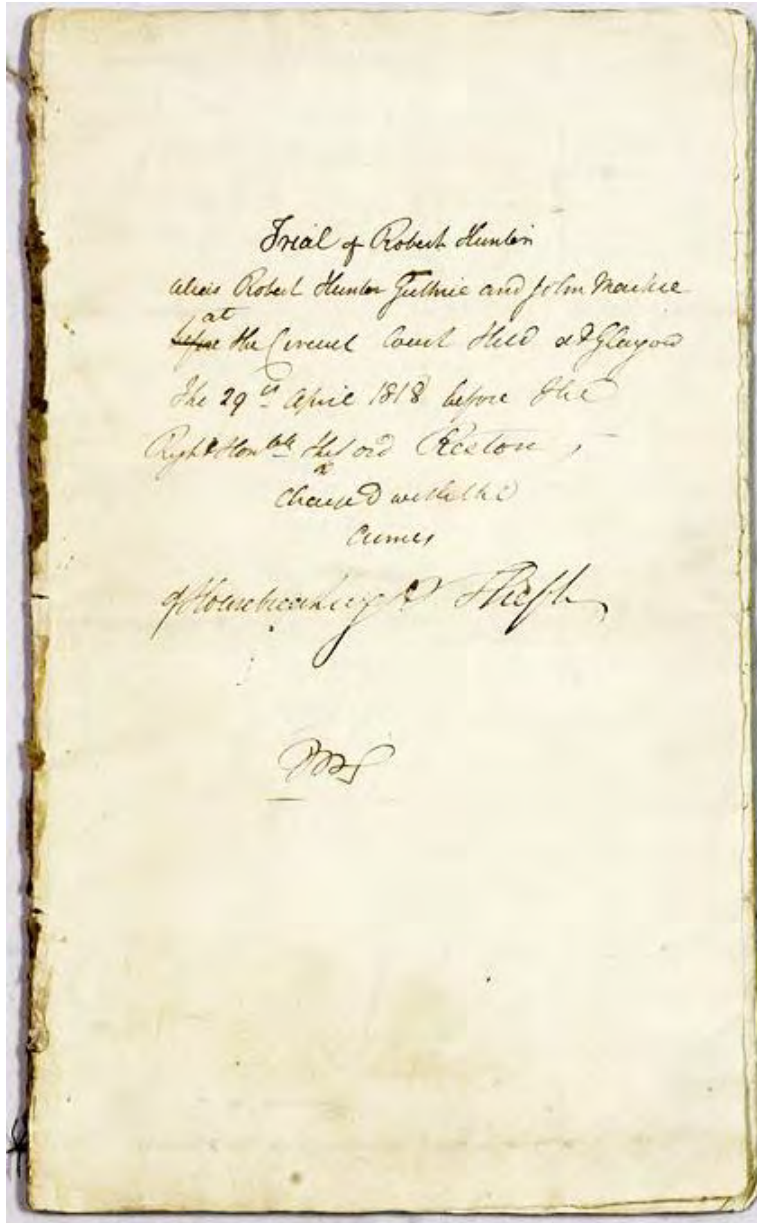 Trial of Robert Hunter
alias Robert Hunter Guthrie and John Mackie
at
before the Circuit Court Held at Glasgow
The 29th April 1818 before the
Right Honble the Lord Reston,
Charged with the
Crimes
of Housebreaking & Theft